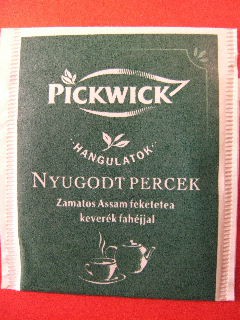 PICKWICK
· HANGULATOK ·
NYUGODT PERCEK
Zamatos Assam feketetea
keverék fahéjjal